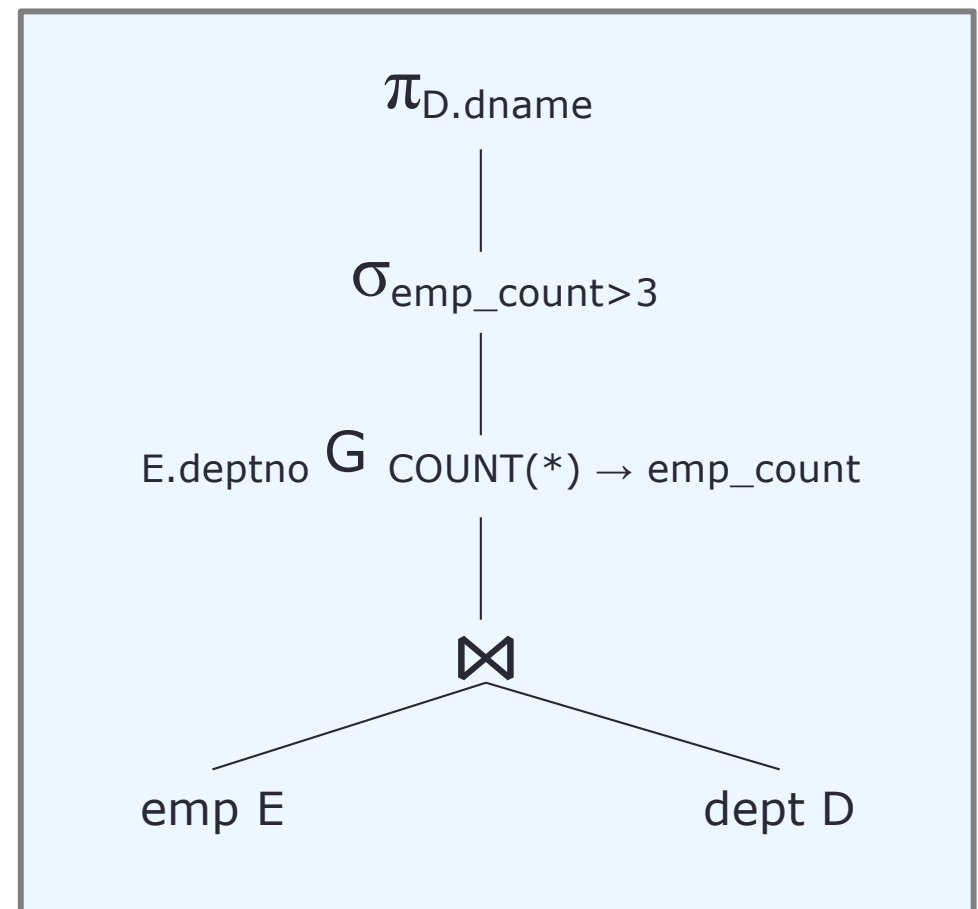 πD.dname
σemp_count>3
E.deptno G COUNT(*) → emp_count
⋈
emp E
dept D